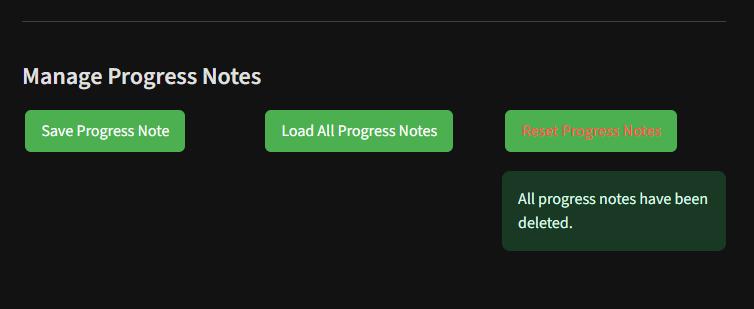 Manage Progress Notes
Save Progress Note
Load All Progress Notes
Reset Progress Notes
All progress notes have been
deleted.